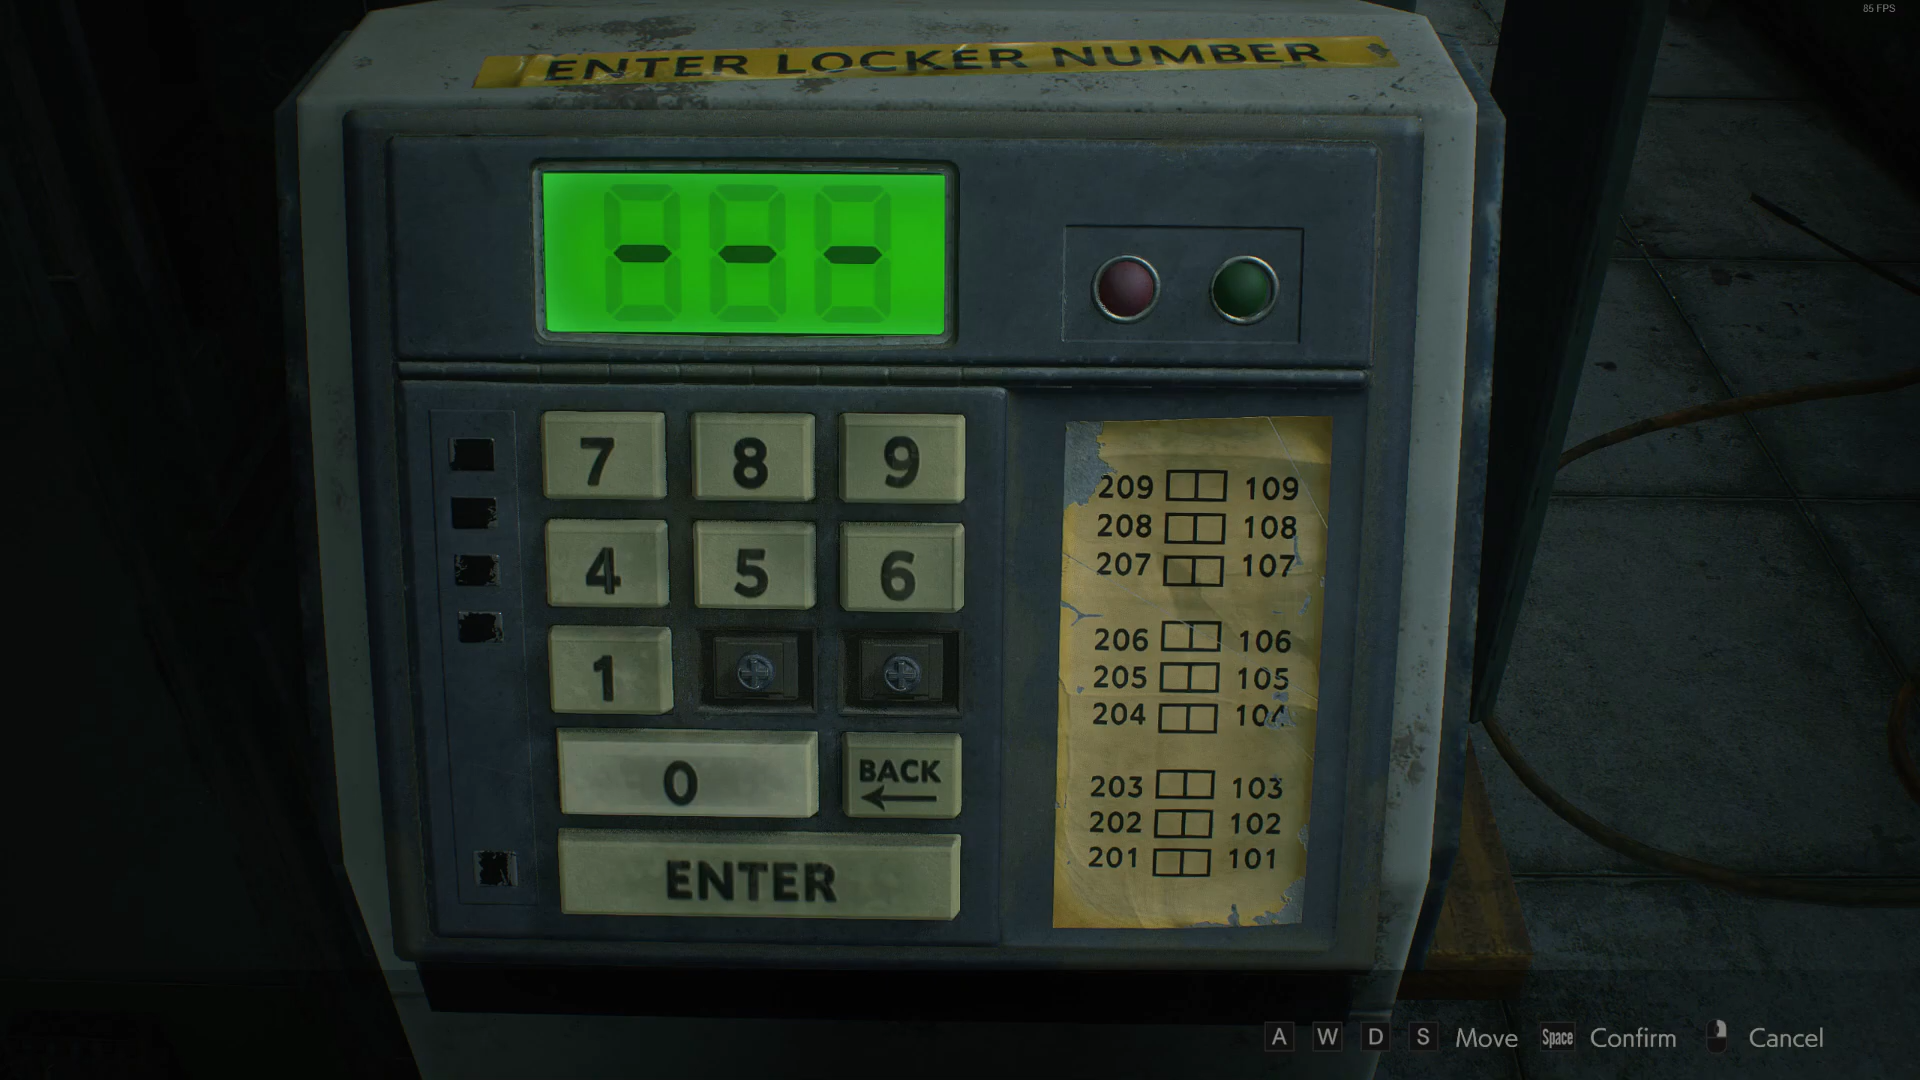 85 FPS
ENTER LOCKER NUMBER
7 8 9
4 5 6
1
0 BACK
ENTER
209 109
208 108
207 107
206 106
205 105
204 104
203 103
202 102
201 101
A W D S Move Space Confirm Cancel